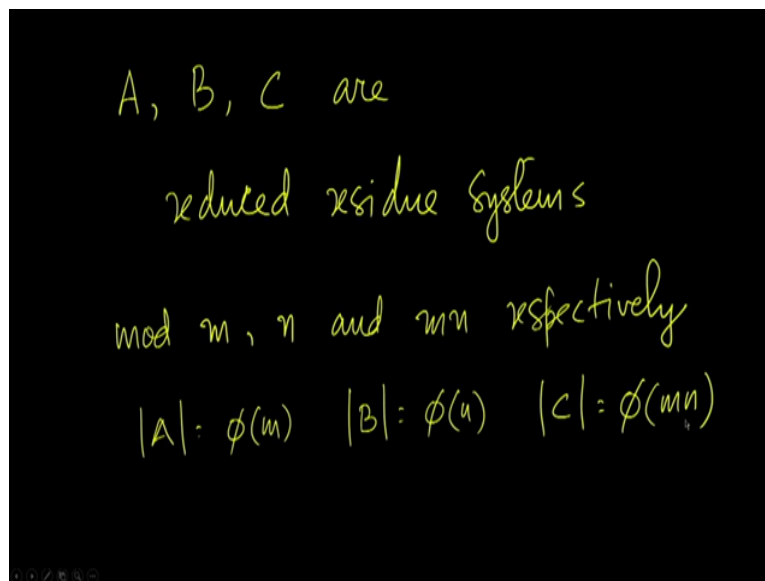 A, B, C are
reduced residue systems
mod m, n and mn respectively
|A| = φ(m) |B| = φ(n) |C| = φ(mn)